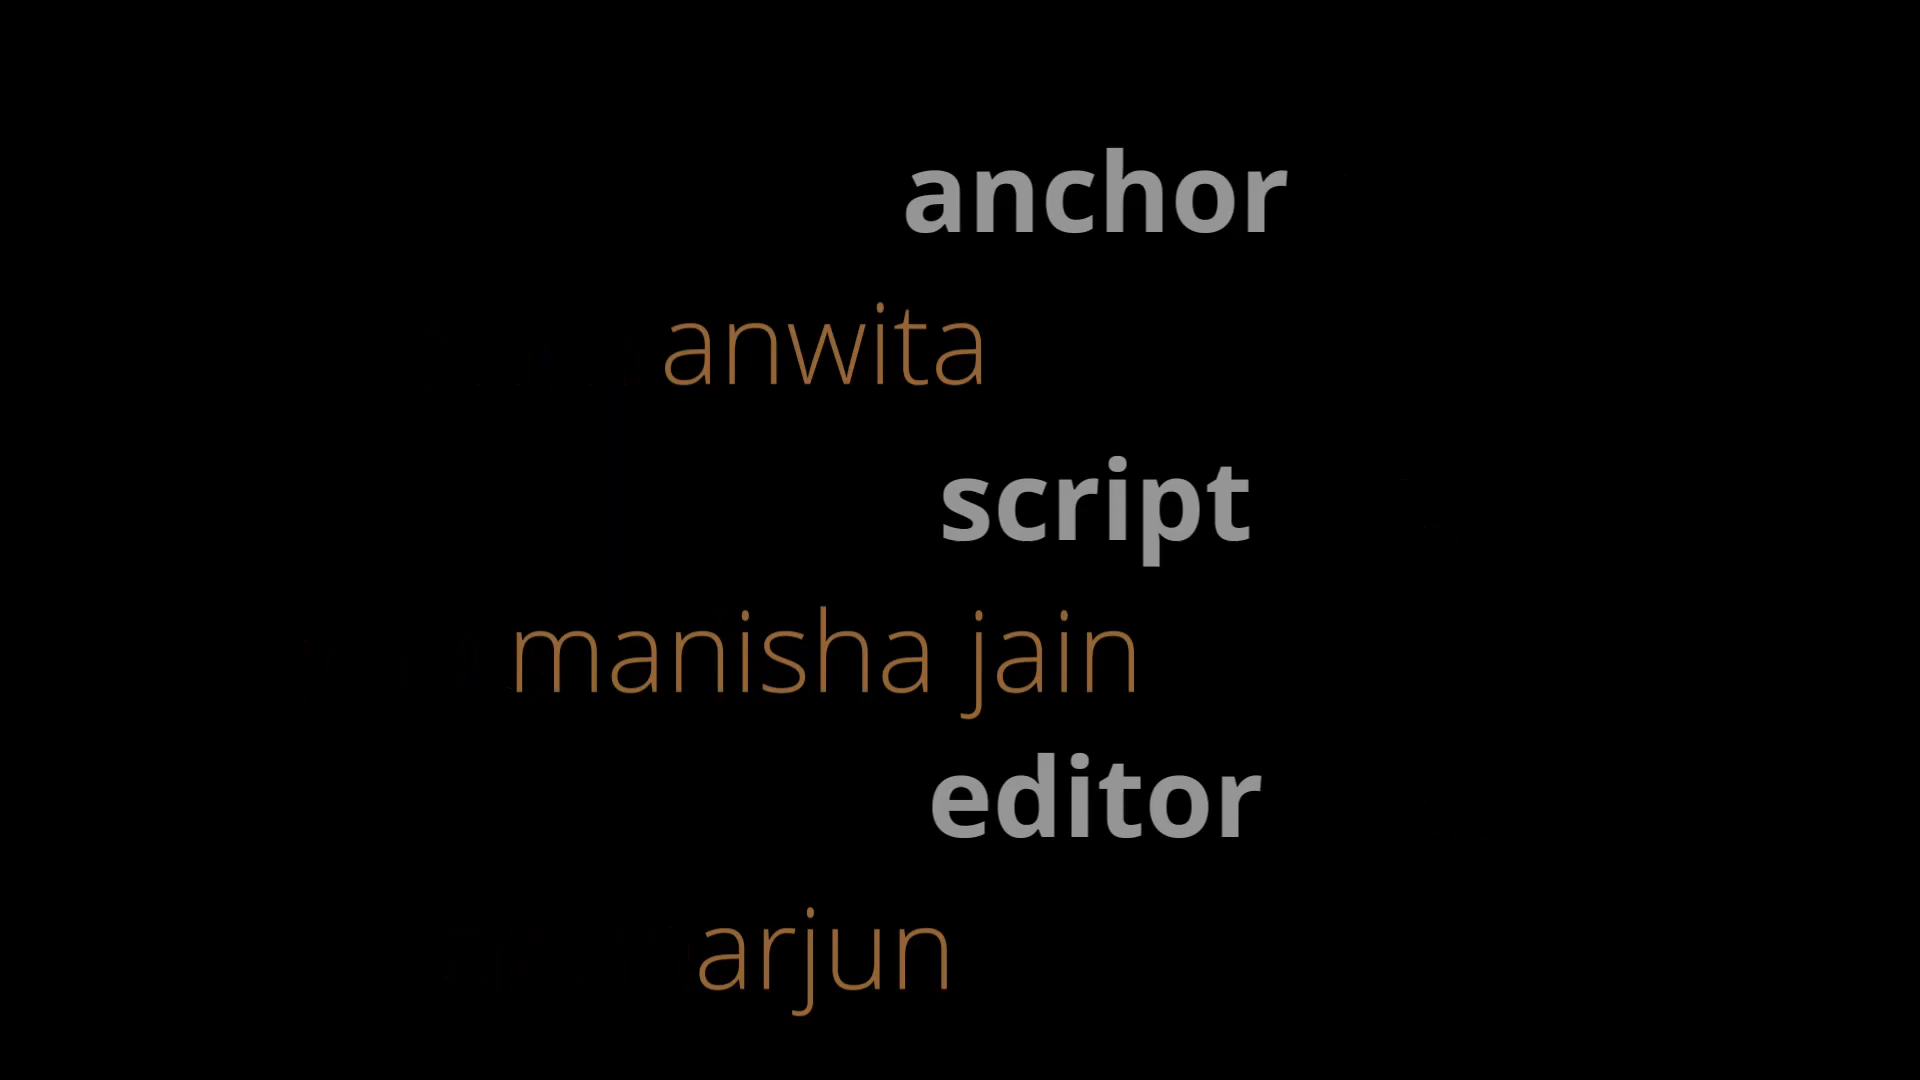 anchor
anwita
script
manisha jain
editor
arjun